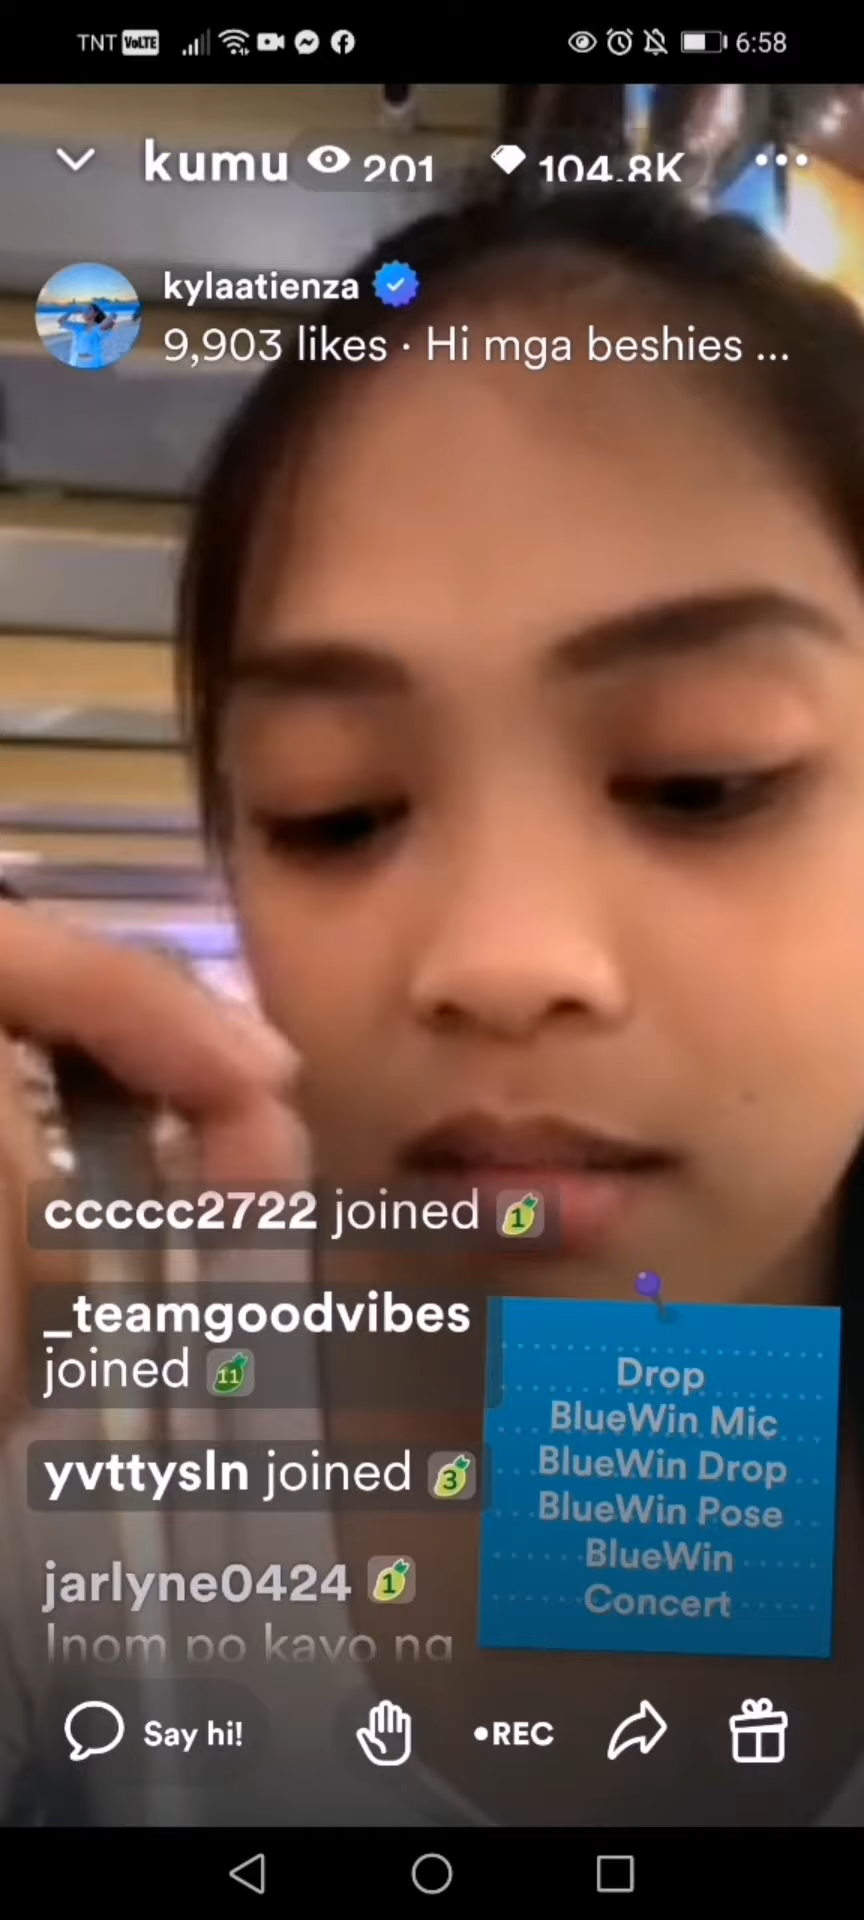 TNT VoLTE 6:58
kumu 201 104.8K
kylaatienza
9,903 likes · Hi mga beshies ...
ccccc2722 joined 1
_teamgoodvibes
joined 11
yvttysln joined 3
jarlyne0424 1
Inom po kayo ng
Drop
BlueWin Mic
BlueWin Drop
BlueWin Pose
BlueWin
Concert
Say hi! •REC